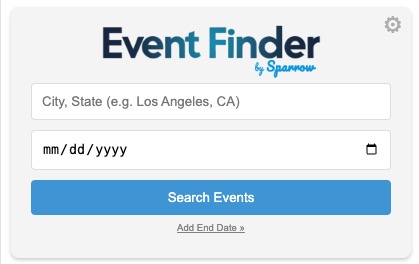 Event Finder
by Sparrow
City, State (e.g. Los Angeles, CA)
mm/dd/yyyy
Search Events
Add End Date »